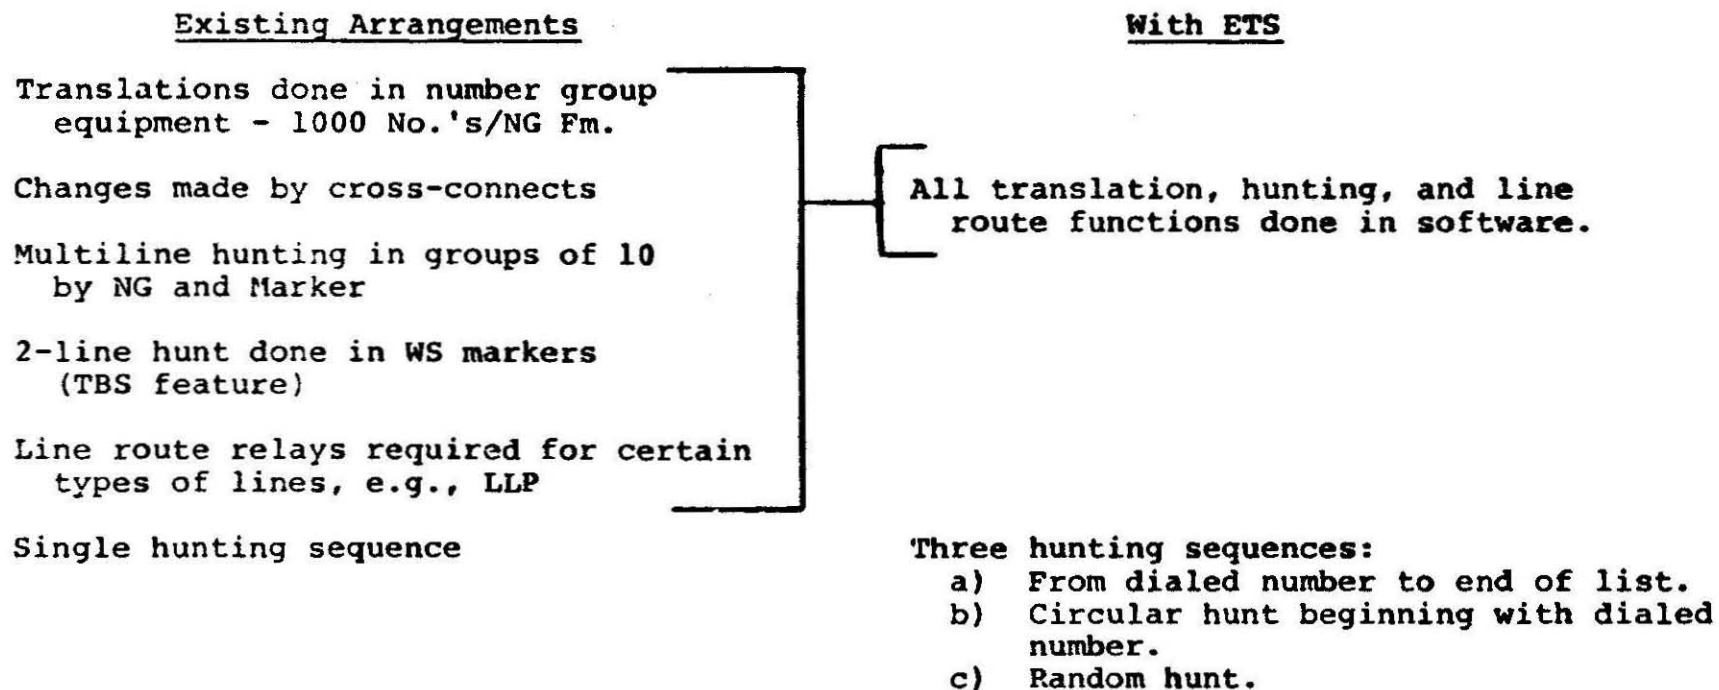 Existing Arrangements
Translations done in number group
equipment - 1000 No.'s/NG Fm.
Changes made by cross-connects
Multiline hunting in groups of 10
by NG and Marker
2-line hunt done in WS markers
(TBS feature)
Line route relays required for certain
types of lines, e.g., LLP
Single hunting sequence
With ETS
All translation, hunting, and line
route functions done in software.
Three hunting sequences:
a) From dialed number to end of list.
b) Circular hunt beginning with dialed
number.
c) Random hunt.